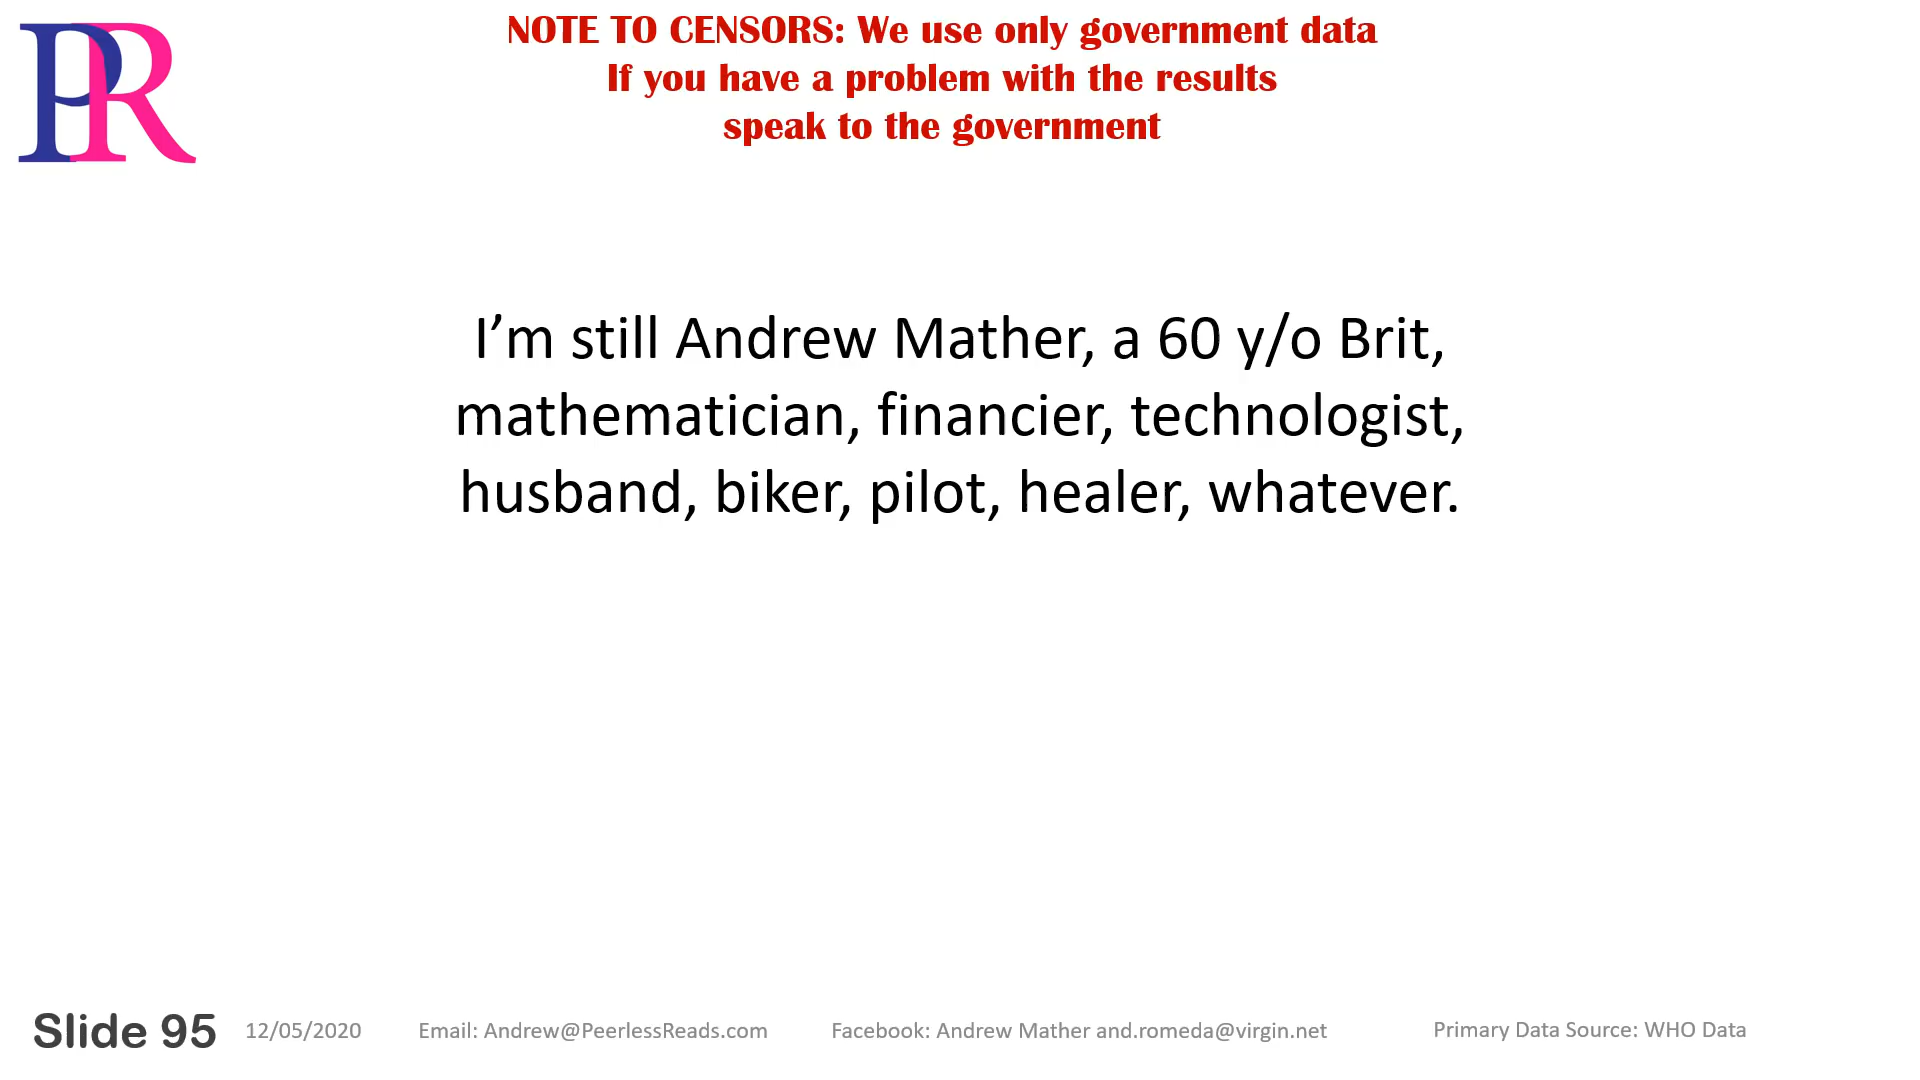 PR
NOTE TO CENSORS: We use only government data
If you have a problem with the results
speak to the government
I’m still Andrew Mather, a 60 y/o Brit,
mathematician, financier, technologist,
husband, biker, pilot, healer, whatever.
Slide 95 12/05/2020 Email: Andrew@PeerlessReads.com Facebook: Andrew Mather and.romeda@virgin.net Primary Data Source: WHO Data